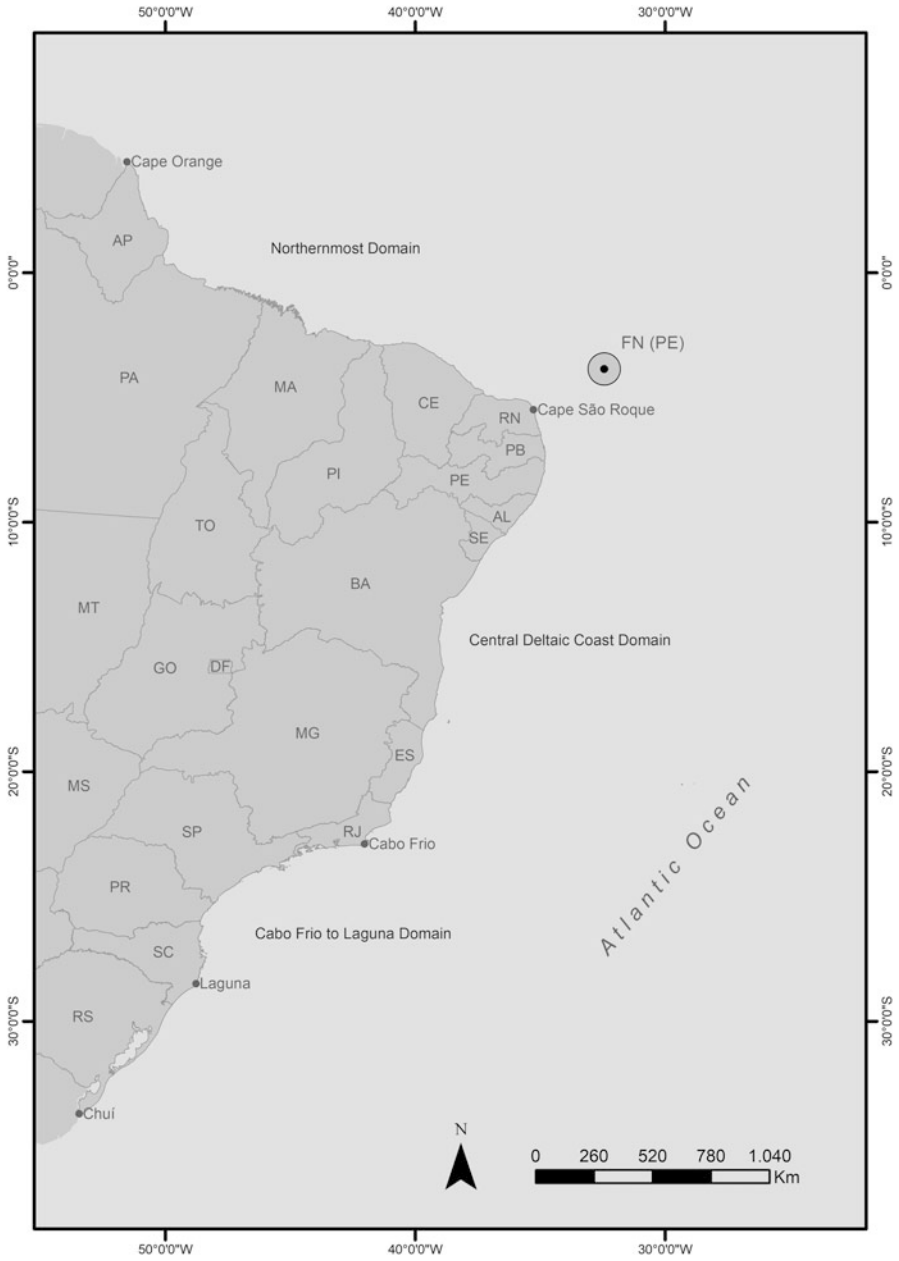 50°0'0"W 40°0'0"W 30°0'0"W
Cape Orange
AP
Northernmost Domain
0°0'0" 0°0'0"
FN (PE)
PA
MA
CE
Cape São Roque
RN
PB
PI
PE
AL
10°0'0"S 10°0'0"S
TO
SE
BA
MT
Central Deltaic Coast Domain
GO
DF
MG
ES
20°0'0"S 20°0'0"S
MS
SP
RJ
Cabo Frio
Atlantic Ocean
PR
Cabo Frio to Laguna Domain
SC
Laguna
RS
30°0'0"S 30°0'0"S
Chuí
N
0 260 520 780 1.040
Km
50°0'0"W 40°0'0"W 30°0'0"W